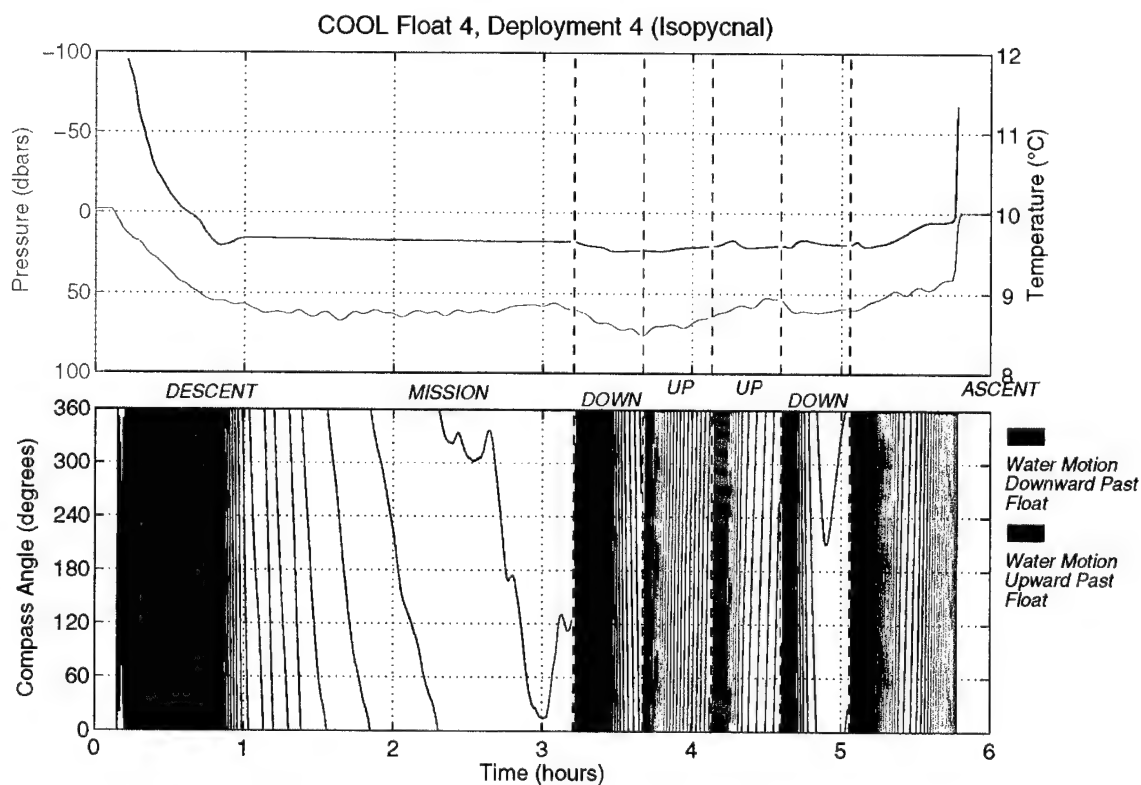 COOL Float 4, Deployment 4 (Isopycnal)
-100
-50
0
50
100
Pressure (dbars)
12
11
10
9
8
Temperature (°C)
DESCENT
MISSION
DOWN
UP
UP
DOWN
ASCENT
360
300
240
180
120
60
0
Compass Angle (degrees)
0
1
2
3
4
5
6
Time (hours)
Water Motion
Downward Past
Float
Water Motion
Upward Past
Float